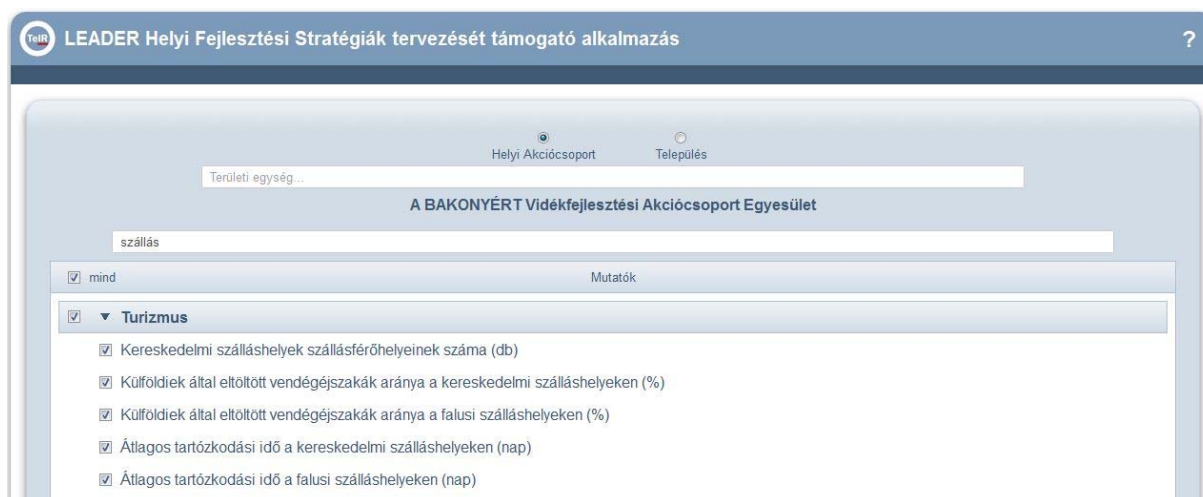 TeIR LEADER Helyi Fejlesztési Stratégiák tervezését támogató alkalmazás ?
Helyi Akciócsoport Település
Területi egység...
A BAKONYÉRT Vidékfejlesztési Akciócsoport Egyesület
szállás
mind Mutatók
Turizmus
Kereskedelmi szálláshelyek szállásférőhelyeinek száma (db)
Külföldiek által eltöltött vendégéjszakák aránya a kereskedelmi szálláshelyeken (%)
Külföldiek által eltöltött vendégéjszakák aránya a falusi szálláshelyeken (%)
Átlagos tartózkodási idő a kereskedelmi szálláshelyeken (nap)
Átlagos tartózkodási idő a falusi szálláshelyeken (nap)